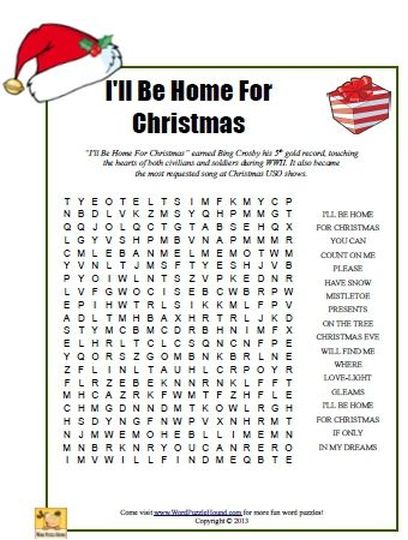 I'll Be Home For
Christmas
"I'll Be Home For Christmas" earned Bing Crosby his 5th gold record, touching
the hearts of both civilians and soldiers during WWII. It also became
the most requested song at Christmas USO shows.
T Y E O T E L T S I M F K M Y C P
N B D L V K Z M S Y Q H P M M G T
Q Q J O L Q C T G T A B S E H Q X
L G Y V S H P M B V N A P M M M R
C M L E B A N M E L M E M O T W M
Y V N L T J M S F T Y E S H J V B
P Y O I W L N T S Z V P K E D N R
L V F G W O C I S E B C W B R P W
E P I H W T R L S I K K M L F P V
A D L T M H B A X H R T R L J K D
S T Y M C B M C D R B H N I M F X
E L H R L T C L C S Q N C N F P E
Y Q O R S Z G O M B N K B R L N E
Z F L I N L T A U H L C R P O Y R
F L R Z E B E K N N R N K L F F T
M H C A Z R K F W M T F Z H F L E
C H M G D N N D M T K O W L R G H
H S D Y N G F N W P V X N H R M T
N J M W E M O H E B L L I M E M N
M N B R K N R Y O U C A N R E R O
I M V W I L L F I N D M E Q B T E
I'LL BE HOME
FOR CHRISTMAS
YOU CAN
COUNT ON ME
PLEASE
HAVE SNOW
MISTLETOE
PRESENTS
ON THE TREE
CHRISTMAS EVE
WILL FIND ME
WHERE
LOVE-LIGHT
GLEAMS
I'LL BE HOME
FOR CHRISTMAS
IF ONLY
IN MY DREAMS
Come visit www.WordPuzzleHound.com for more fun word puzzles!
Copyright © 2013
Word Puzzle Hound